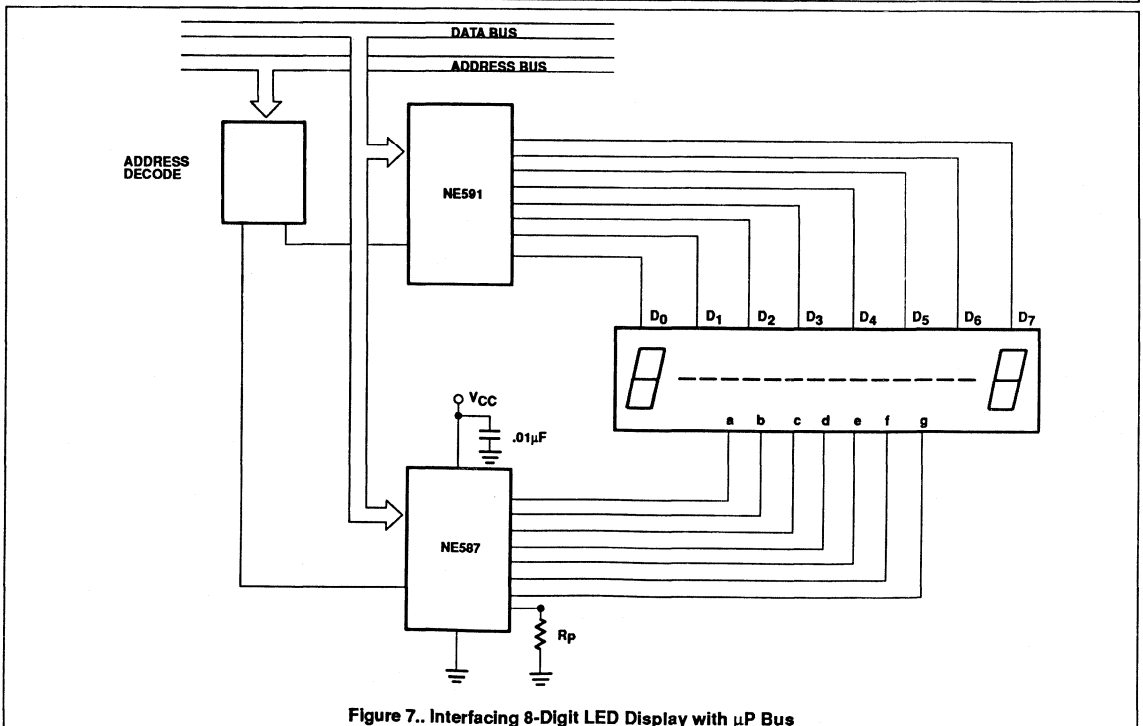 DATA BUS
ADDRESS BUS
ADDRESS
DECODE
NE591
D0 D1 D2 D3 D4 D5 D6 D7
a b c d e f g
VCC
.01µF
NE587
Rp
Figure 7.. Interfacing 8-Digit LED Display with µP Bus